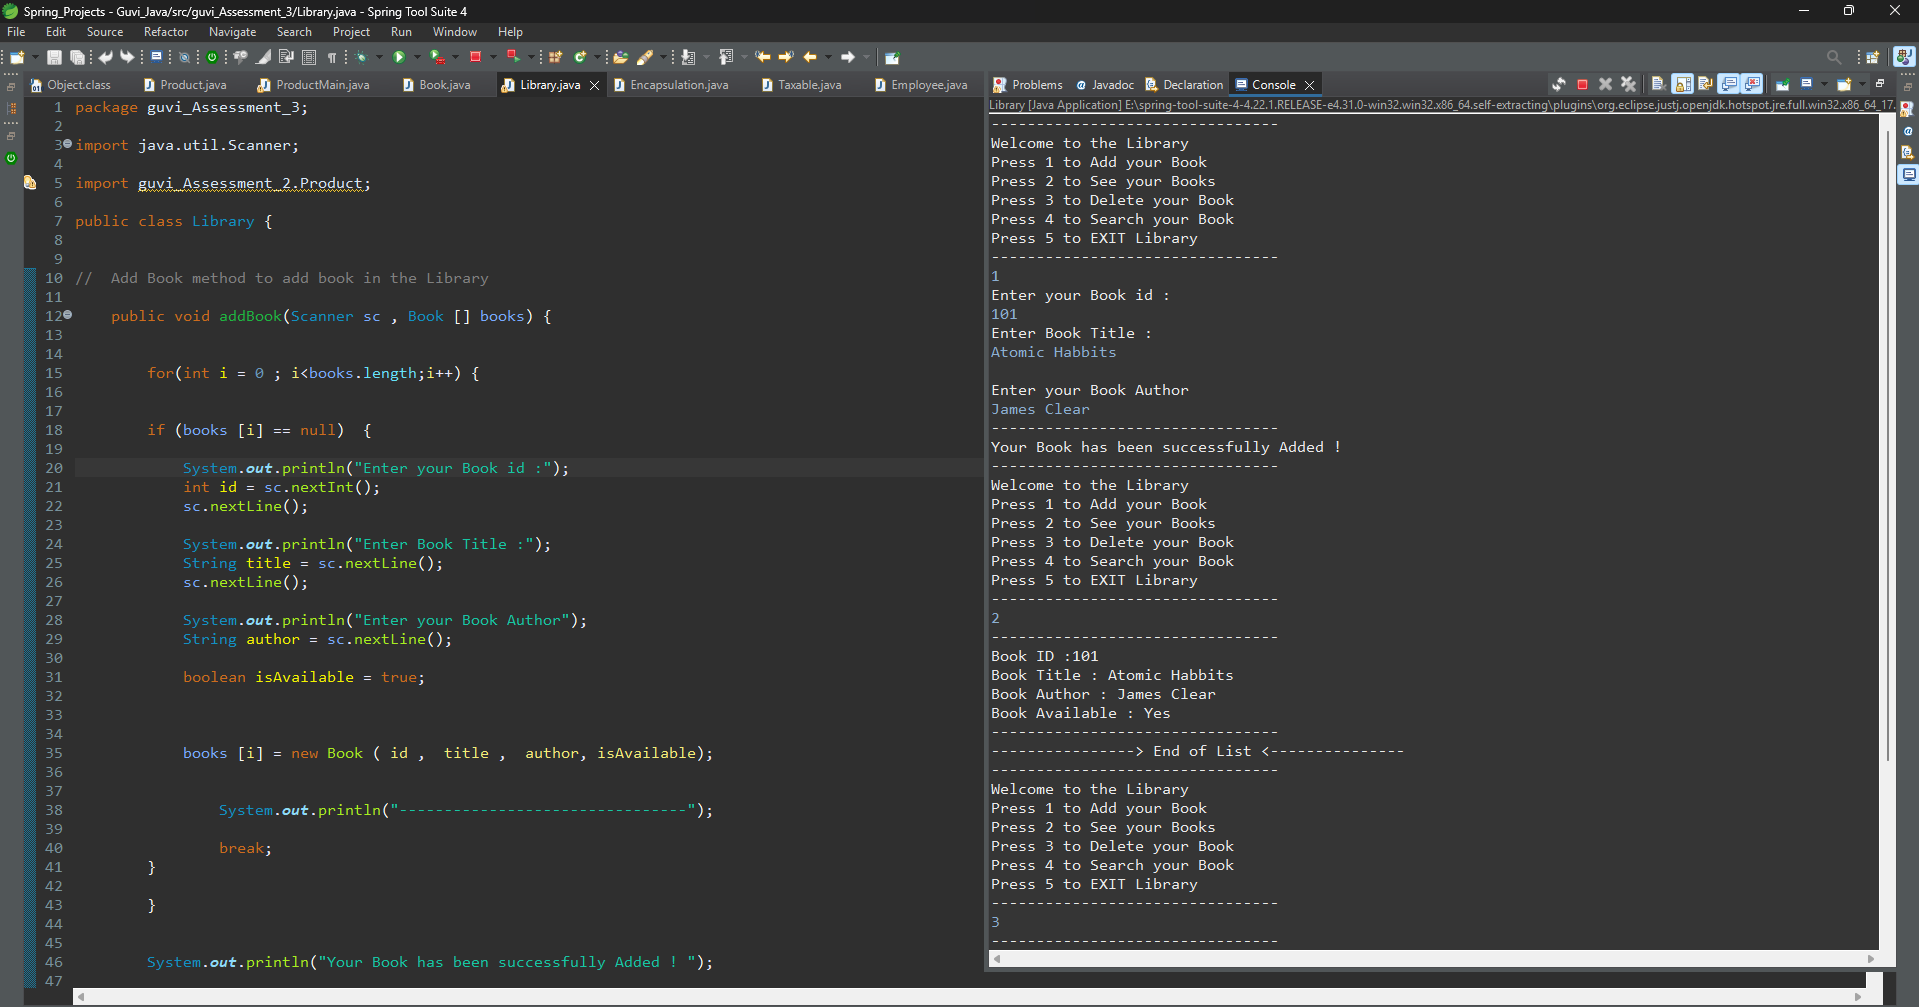 Spring_Projects - Guvi_Java/src/guvi_Assessment_3/Library.java - Spring Tool Suite 4
File Edit Source Refactor Navigate Search Project Run Window Help
Object.class Product.java ProductMain.java Book.java Library.java Encapsulation.java Taxable.java Employee.java
1 package guvi_Assessment_3;
2
3 import java.util.Scanner;
4
5 import guvi_Assessment_2.Product;
6
7 public class Library {
8
9
10 // Add Book method to add book in the Library
11
12 public void addBook(Scanner sc , Book [] books) {
13
14
15 for(int i = 0 ; i<books.length;i++) {
16
17
18 if (books [i] == null) {
19
20 System.out.println("Enter your Book id :");
21 int id = sc.nextInt();
22 sc.nextLine();
23
24 System.out.println("Enter Book Title :");
25 String title = sc.nextLine();
26 sc.nextLine();
27
28 System.out.println("Enter your Book Author");
29 String author = sc.nextLine();
30
31 boolean isAvailable = true;
32
33
34
35 books [i] = new Book ( id , title , author, isAvailable);
36
37
38 System.out.println("--------------------------------");
39
40 break;
41 }
42
43 }
44
45
46 System.out.println("Your Book has been successfully Added ! ");
47
Problems Javadoc Declaration Console
Library [Java Application] E:\spring-tool-suite-4-4.22.1.RELEASE-e4.31.0-win32.win32.x86_64.self-extracting\plugins\org.eclipse.justj.openjdk.hotspot.jre.full.win32.x86_64_17.
--------------------------------
Welcome to the Library
Press 1 to Add your Book
Press 2 to See your Books
Press 3 to Delete your Book
Press 4 to Search your Book
Press 5 to EXIT Library
--------------------------------
1
Enter your Book id :
101
Enter Book Title :
Atomic Habbits
Enter your Book Author
James Clear
--------------------------------
Your Book has been successfully Added !
--------------------------------
Welcome to the Library
Press 1 to Add your Book
Press 2 to See your Books
Press 3 to Delete your Book
Press 4 to Search your Book
Press 5 to EXIT Library
--------------------------------
2
--------------------------------
Book ID :101
Book Title : Atomic Habbits
Book Author : James Clear
Book Available : Yes
--------------------------------
----------------> End of List <---------------
--------------------------------
Welcome to the Library
Press 1 to Add your Book
Press 2 to See your Books
Press 3 to Delete your Book
Press 4 to Search your Book
Press 5 to EXIT Library
--------------------------------
3
--------------------------------